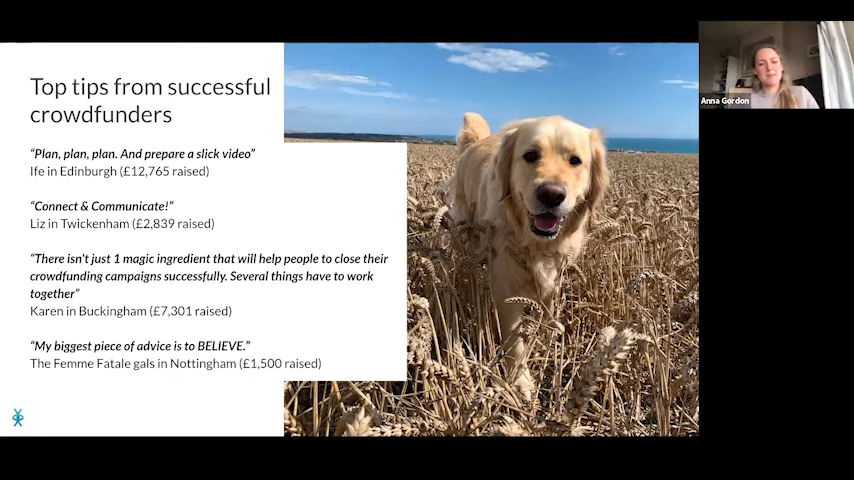 Top tips from successful
crowdfunders
“Plan, plan, plan. And prepare a slick video”
Ife in Edinburgh (£12,765 raised)
“Connect & Communicate!”
Liz in Twickenham (£2,839 raised)
“There isn't just 1 magic ingredient that will help people to close their
crowdfunding campaigns successfully. Several things have to work
together”
Karen in Buckingham (£7,301 raised)
“My biggest piece of advice is to BELIEVE.”
The Femme Fatale gals in Nottingham (£1,500 raised)
Anna Gordon